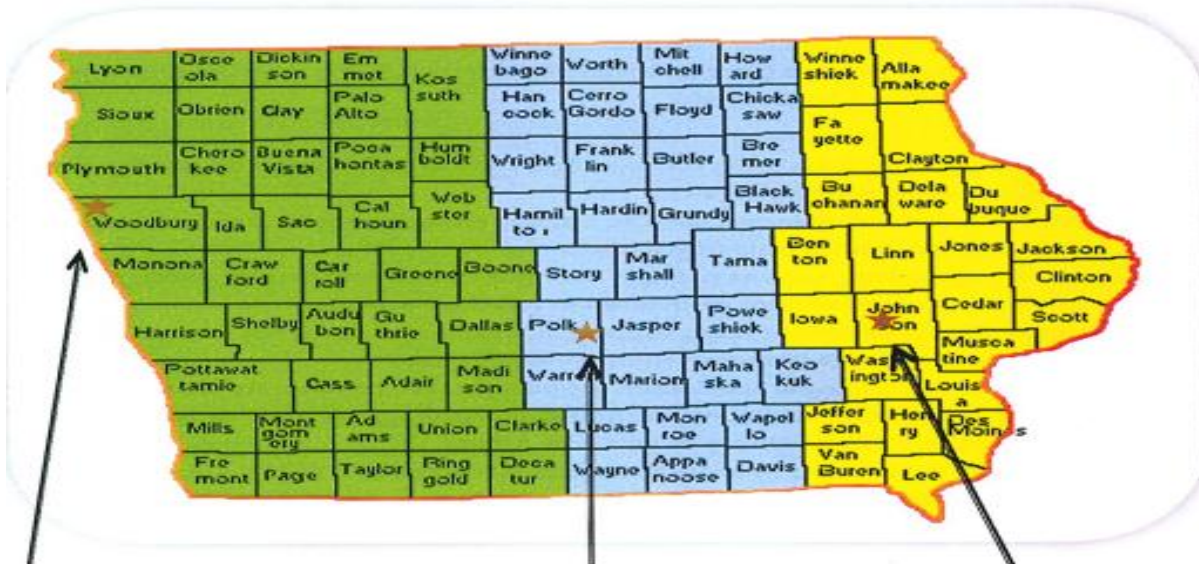 Lyon
Osce
ola
Dickin
son
Em
met
Kos
suth
Winne
bago
Worth
Mit
chell
How
ard
Winne
shiek
Alla
makee
Sioux
Obrien
Clay
Palo
Alto
Han
cock
Cerro
Gordo
Floyd
Chicka
saw
Fa
yette
Clayton
Plymouth
Chero
kee
Buena
Vista
Poca
hontas
Hum
boldt
Wright
Frank
lin
Butler
Bre
mer
Woodbury
Ida
Sac
Cal
houn
Web
ster
Hamil
to
Hardin
Grundy
Black
Hawk
Bu
chanan
Dela
ware
Du
buque
Monona
Craw
ford
Car
roll
Greene
Boone
Story
Mar
shall
Tama
Ben
ton
Linn
Jones
Jackson
Clinton
Harrison
Shelby
Audu
bon
Gu
thrie
Dallas
Polk
Jasper
Powe
shiek
Iowa
John
son
Cedar
Scott
Musca
tine
Pottawat
tamie
Cass
Adair
Madi
son
Warren
Marion
Maha
ska
Keo
kuk
Was
ington
Louis
a
Mills
Mont
gom
ery
Ad
ams
Union
Clarke
Lucas
Mon
roe
Wapel
lo
Jeffer
son
Hen
ry
Des
Moines
Fre
mont
Page
Taylor
Ring
gold
Deca
tur
Wayne
Appa
noose
Davis
Van
Buren
Lee